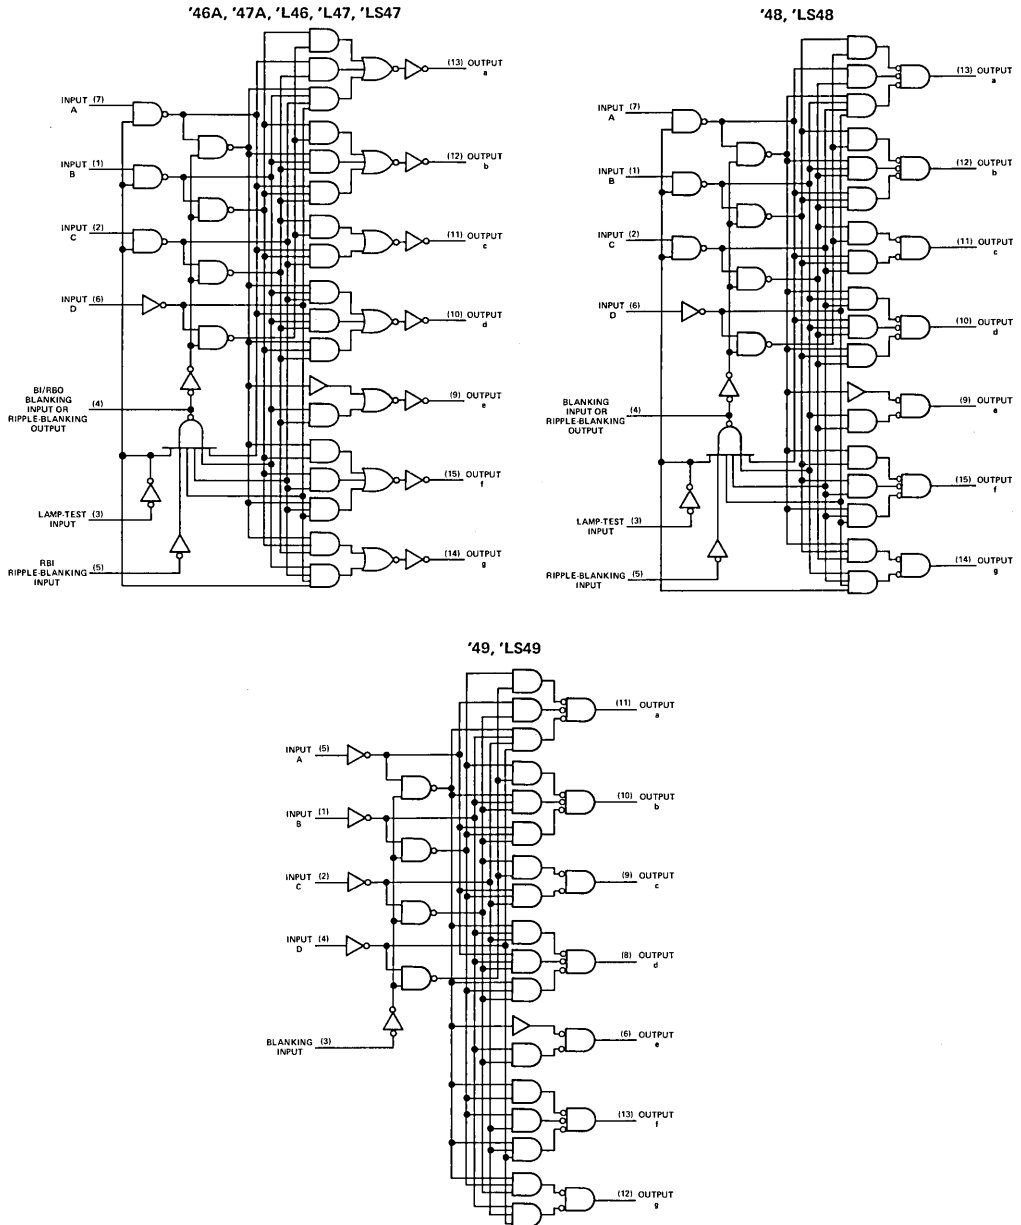 '46A, '47A, 'L46, 'L47, 'LS47
INPUT (7)
A
INPUT (1)
B
INPUT (2)
C
INPUT (6)
D
BI/RBO
BLANKING
INPUT OR (4)
RIPPLE-BLANKING
OUTPUT
LAMP-TEST (3)
INPUT
RBI (5)
RIPPLE-BLANKING
INPUT
(13) OUTPUT
a
(12) OUTPUT
b
(11) OUTPUT
c
(10) OUTPUT
d
(9) OUTPUT
e
(15) OUTPUT
f
(14) OUTPUT
g
'48, 'LS48
INPUT (7)
A
INPUT (1)
B
INPUT (2)
C
INPUT (6)
D
BLANKING
INPUT OR (4)
RIPPLE-BLANKING
OUTPUT
LAMP-TEST (3)
INPUT
RIPPLE-BLANKING (5)
INPUT
(13) OUTPUT
a
(12) OUTPUT
b
(11) OUTPUT
c
(10) OUTPUT
d
(9) OUTPUT
e
(15) OUTPUT
f
(14) OUTPUT
g
'49, 'LS49
INPUT (5)
A
INPUT (1)
B
INPUT (2)
C
INPUT (4)
D
BLANKING (3)
INPUT
(11) OUTPUT
a
(10) OUTPUT
b
(9) OUTPUT
c
(8) OUTPUT
d
(6) OUTPUT
e
(13) OUTPUT
f
(12) OUTPUT
g